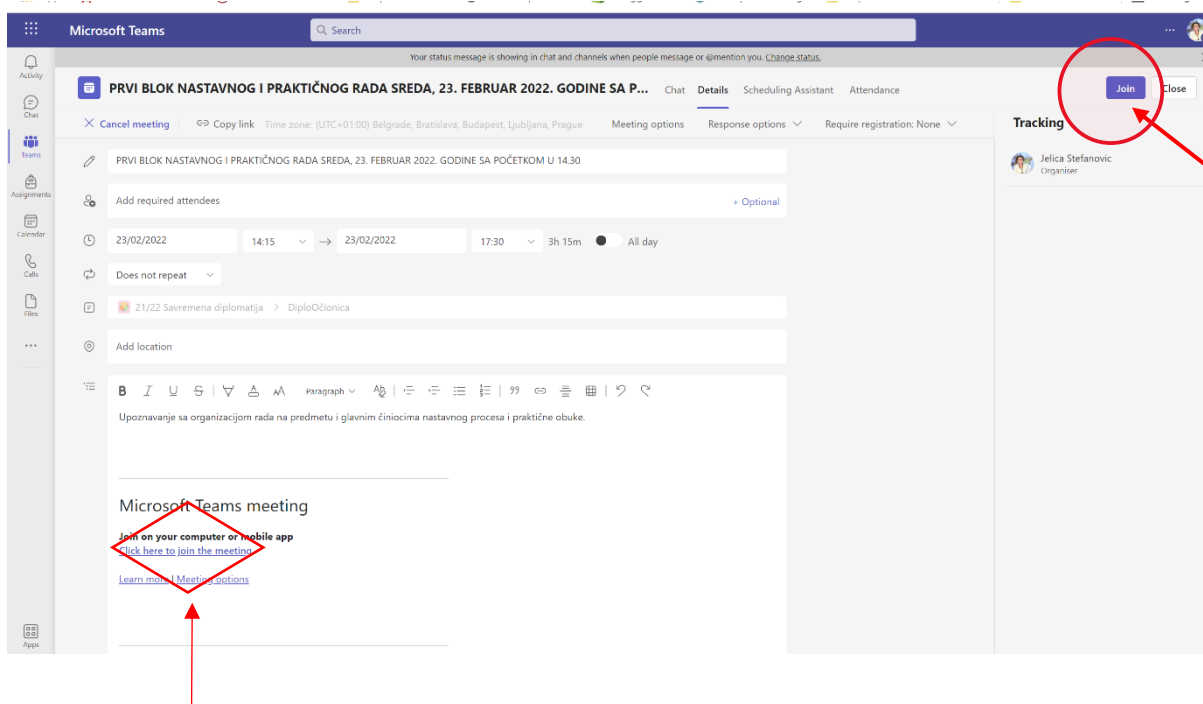 Microsoft Teams
Search
Your status message is showing in chat and channels when people message or @mention you. Change status.
PRVI BLOK NASTAVNOG I PRAKTIČNOG RADA SREDA, 23. FEBRUAR 2022. GODINE SA P... Chat Details Scheduling Assistant Attendance
Join Close
Cancel meeting Copy link Time zone: (UTC+01:00) Belgrade, Bratislava, Budapest, Ljubljana, Prague Meeting options Response options Require registration: None
Tracking
Jelica Stefanovic
Organiser
Activity
Chat
Teams
Assignments
Calendar
Calls
Files
Apps
PRVI BLOK NASTAVNOG I PRAKTIČNOG RADA SREDA, 23. FEBRUAR 2022. GODINE SA POČETKOM U 14.30
Add required attendees + Optional
23/02/2022 14:15 → 23/02/2022 17:30 3h 15m All day
Does not repeat
21/22 Savremena diplomatija > DiploOčionica
Add location
B I U S AA Paragraph
Upoznavanje sa organizacijom rada na predmetu i glavnim činiocima nastavnog procesa i praktične obuke.
Microsoft Teams meeting
Join on your computer or mobile app
Click here to join the meeting
Learn more | Meeting options